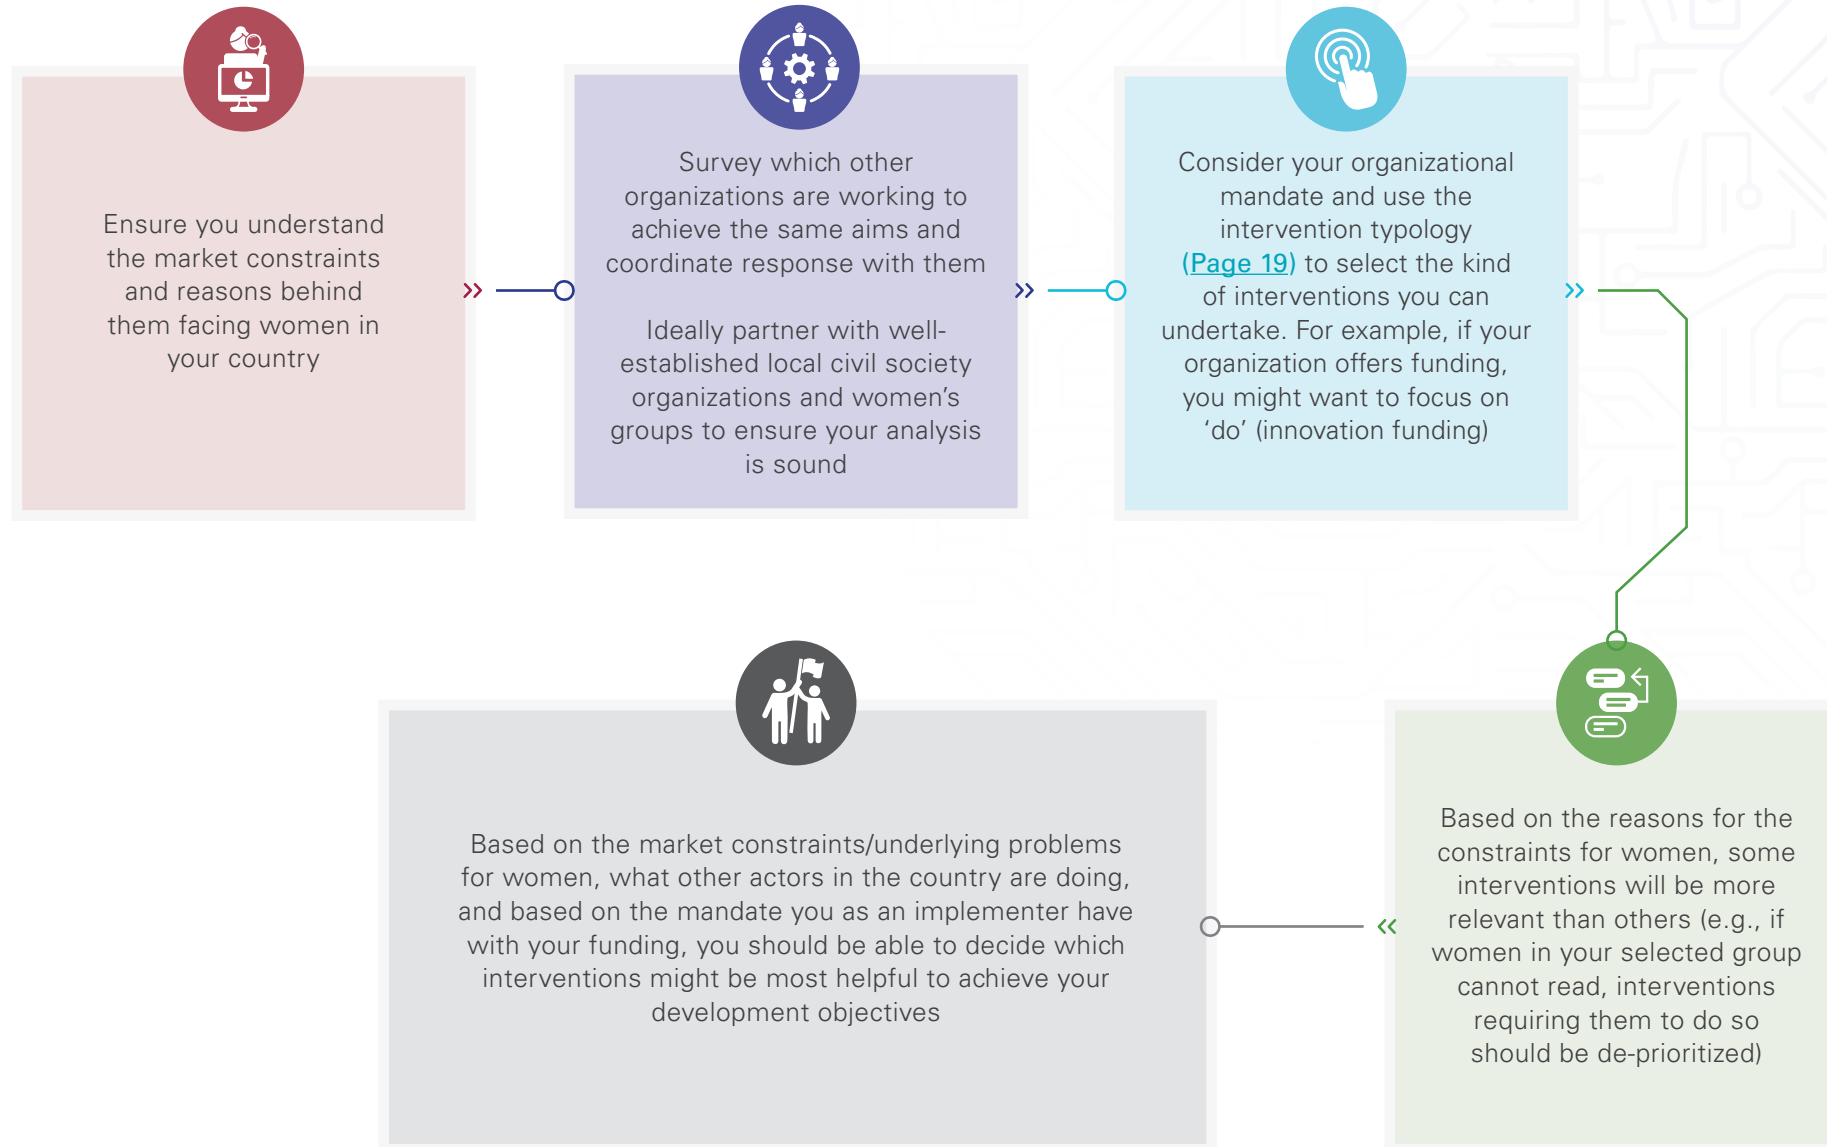 Ensure you understand
the market constraints
and reasons behind
them facing women in
your country
Survey which other
organizations are working to
achieve the same aims and
coordinate response with them
Ideally partner with well-
established local civil society
organizations and women’s
groups to ensure your analysis
is sound
Consider your organizational
mandate and use the
intervention typology
(Page 19) to select the kind
of interventions you can
undertake. For example, if your
organization offers funding,
you might want to focus on
‘do’ (innovation funding)
Based on the reasons for the
constraints for women, some
interventions will be more
relevant than others (e.g., if
women in your selected group
cannot read, interventions
requiring them to do so
should be de-prioritized)
Based on the market constraints/underlying problems
for women, what other actors in the country are doing,
and based on the mandate you as an implementer have
with your funding, you should be able to decide which
interventions might be most helpful to achieve your
development objectives